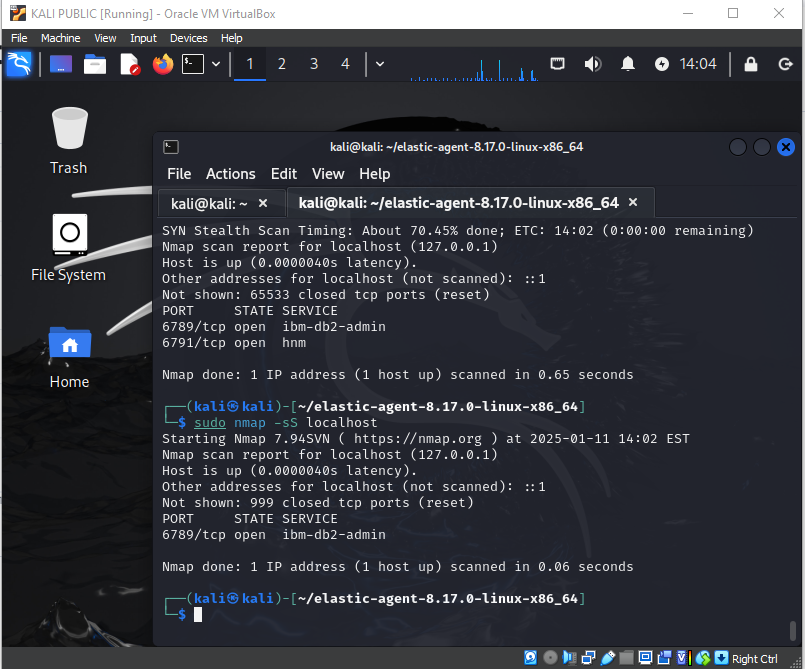 KALI PUBLIC [Running] - Oracle VM VirtualBox
File Machine View Input Devices Help
1 2 3 4
14:04
Trash
File System
Home
kali@kali: ~/elastic-agent-8.17.0-linux-x86_64
File Actions Edit View Help
kali@kali: ~ × kali@kali: ~/elastic-agent-8.17.0-linux-x86_64 ×
SYN Stealth Scan Timing: About 70.45% done; ETC: 14:02 (0:00:00 remaining)
Nmap scan report for localhost (127.0.0.1)
Host is up (0.0000040s latency).
Other addresses for localhost (not scanned): ::1
Not shown: 65533 closed tcp ports (reset)
PORT     STATE SERVICE
6789/tcp open  ibm-db2-admin
6791/tcp open  hnm
Nmap done: 1 IP address (1 host up) scanned in 0.65 seconds
┌──(kali㉿kali)-[~/elastic-agent-8.17.0-linux-x86_64]
└─$ sudo nmap -sS localhost
Starting Nmap 7.94SVN ( https://nmap.org ) at 2025-01-11 14:02 EST
Nmap scan report for localhost (127.0.0.1)
Host is up (0.0000040s latency).
Other addresses for localhost (not scanned): ::1
Not shown: 999 closed tcp ports (reset)
PORT     STATE SERVICE
6789/tcp open  ibm-db2-admin
Nmap done: 1 IP address (1 host up) scanned in 0.06 seconds
┌──(kali㉿kali)-[~/elastic-agent-8.17.0-linux-x86_64]
└─$
Right Ctrl